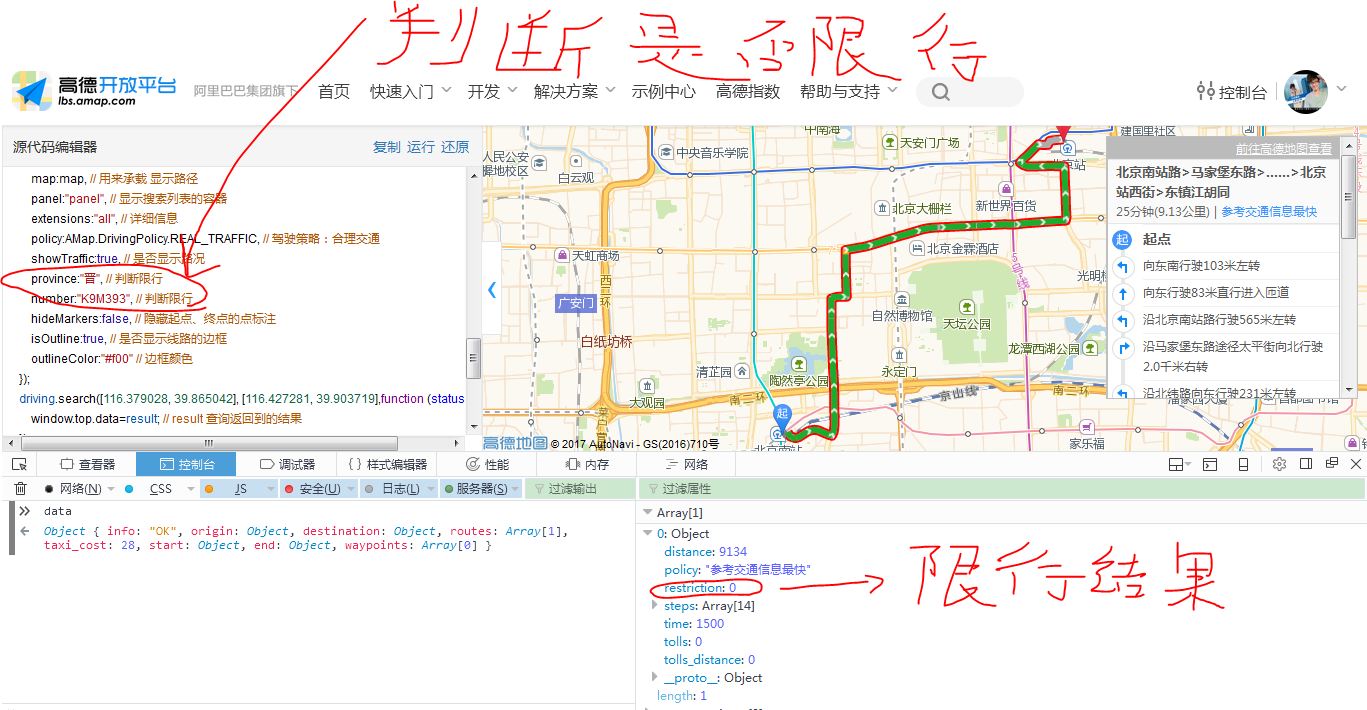 判断是否限行
高德开放平台
lbs.amap.com
阿里巴巴集团旗下
首页 快速入门 开发 解决方案 示例中心 高德指数 帮助与支持
控制台
源代码编辑器
复制 运行 还原
map:map, // 用来承载 显示路径
panel:"panel", // 显示搜索列表的容器
extensions:"all", // 详细信息
policy:AMap.DrivingPolicy.REAL_TRAFFIC, // 驾驶策略：合理交通
showTraffic:true, // 是否显示路况
province:"晋", // 判断限行
number:"K9M393", // 判断限行
hideMarkers:false, // 隐藏起点、终点的点标注
isOutline:true, // 是否显示线路的边框
outlineColor:"#f00" // 边框颜色
});
driving.search([116.379028, 39.865042], [116.427281, 39.903719],function (status
window.top.data=result; // result 查询返回到的结果
中南海
天安门广场
建国里社区
人民公安
中央音乐学院
白云观
北京站
新世界百货
北京大栅栏
北京金霖酒店
天虹商场
西二环
5号线
光明桥
广安门
自然博物馆
天坛公园
白纸坊桥
龙潭西湖公园
永定门
清芷园
陶然亭公园
京山线
南二环
南二环
大观园
起
北京南站
家乐福
高德地图 © 2017 AutoNavi - GS(2016)710号
前往高德地图查看
北京南站路>马家堡东路>……>北京
站西街>东镇江胡同
25分钟(9.13公里) | 参考交通信息最快
起 起点
向东南行驶103米左转
向东行驶83米直行进入匝道
沿北京南站路行驶565米左转
沿马家堡东路途径太平街向北行驶
2.0千米右转
沿北纬路向东行驶231米左转
查看器 控制台 调试器 {} 样式编辑器 性能 内存 网络
网络(N) CSS JS 安全(U) 日志(L) 服务器(S) 过滤输出 过滤属性
data
Object { info: "OK", origin: Object, destination: Object, routes: Array[1],
taxi_cost: 28, start: Object, end: Object, waypoints: Array[0] }
Array[1]
0: Object
distance: 9134
policy: "参考交通信息最快"
restriction: 0
限行结果
steps: Array[14]
time: 1500
tolls: 0
tolls_distance: 0
__proto__: Object
length: 1